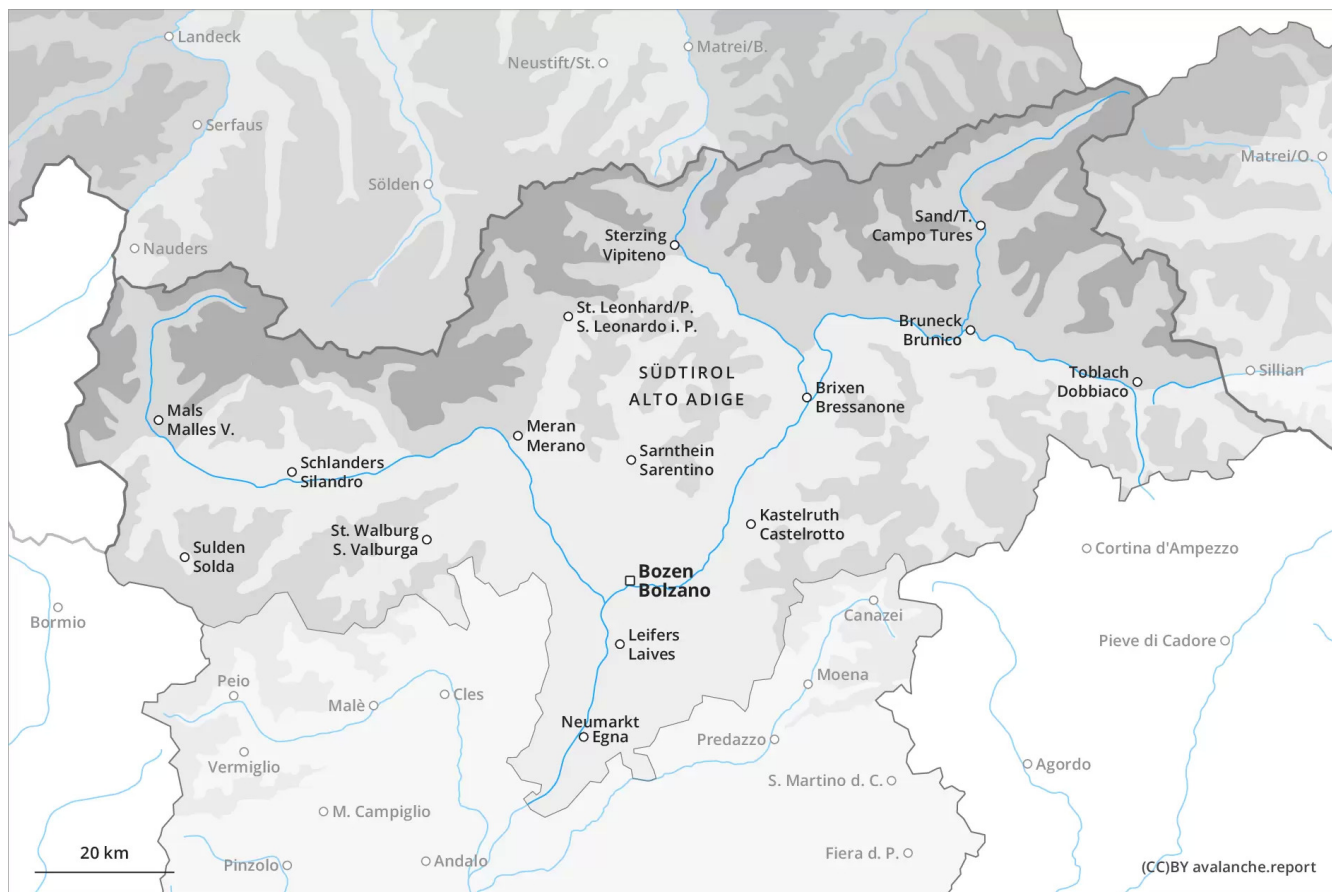 Landeck
Matrei/B.
Neustift/St.
Serfaus
Matrei/O.
Sölden
Sand/T.
Campo Tures
Sterzing
Vipiteno
Nauders
St. Leonhard/P.
S. Leonardo i. P.
Bruneck
Brunico
SÜDTIROL
ALTO ADIGE
Toblach
Dobbiaco
Sillian
Brixen
Bressanone
Mals
Malles V.
Meran
Merano
Sarnthein
Sarentino
Schlanders
Silandro
Kastelruth
Castelrotto
St. Walburg
S. Valburga
Sulden
Solda
Cortina d'Ampezzo
Bozen
Bolzano
Bormio
Canazei
Leifers
Laives
Pieve di Cadore
Peio
Moena
Malè
Cles
Neumarkt
Egna
Predazzo
Vermiglio
Agordo
S. Martino d. C.
M. Campiglio
20 km
Pinzolo
Andalo
Fiera d. P.
(CC)BY avalanche.report